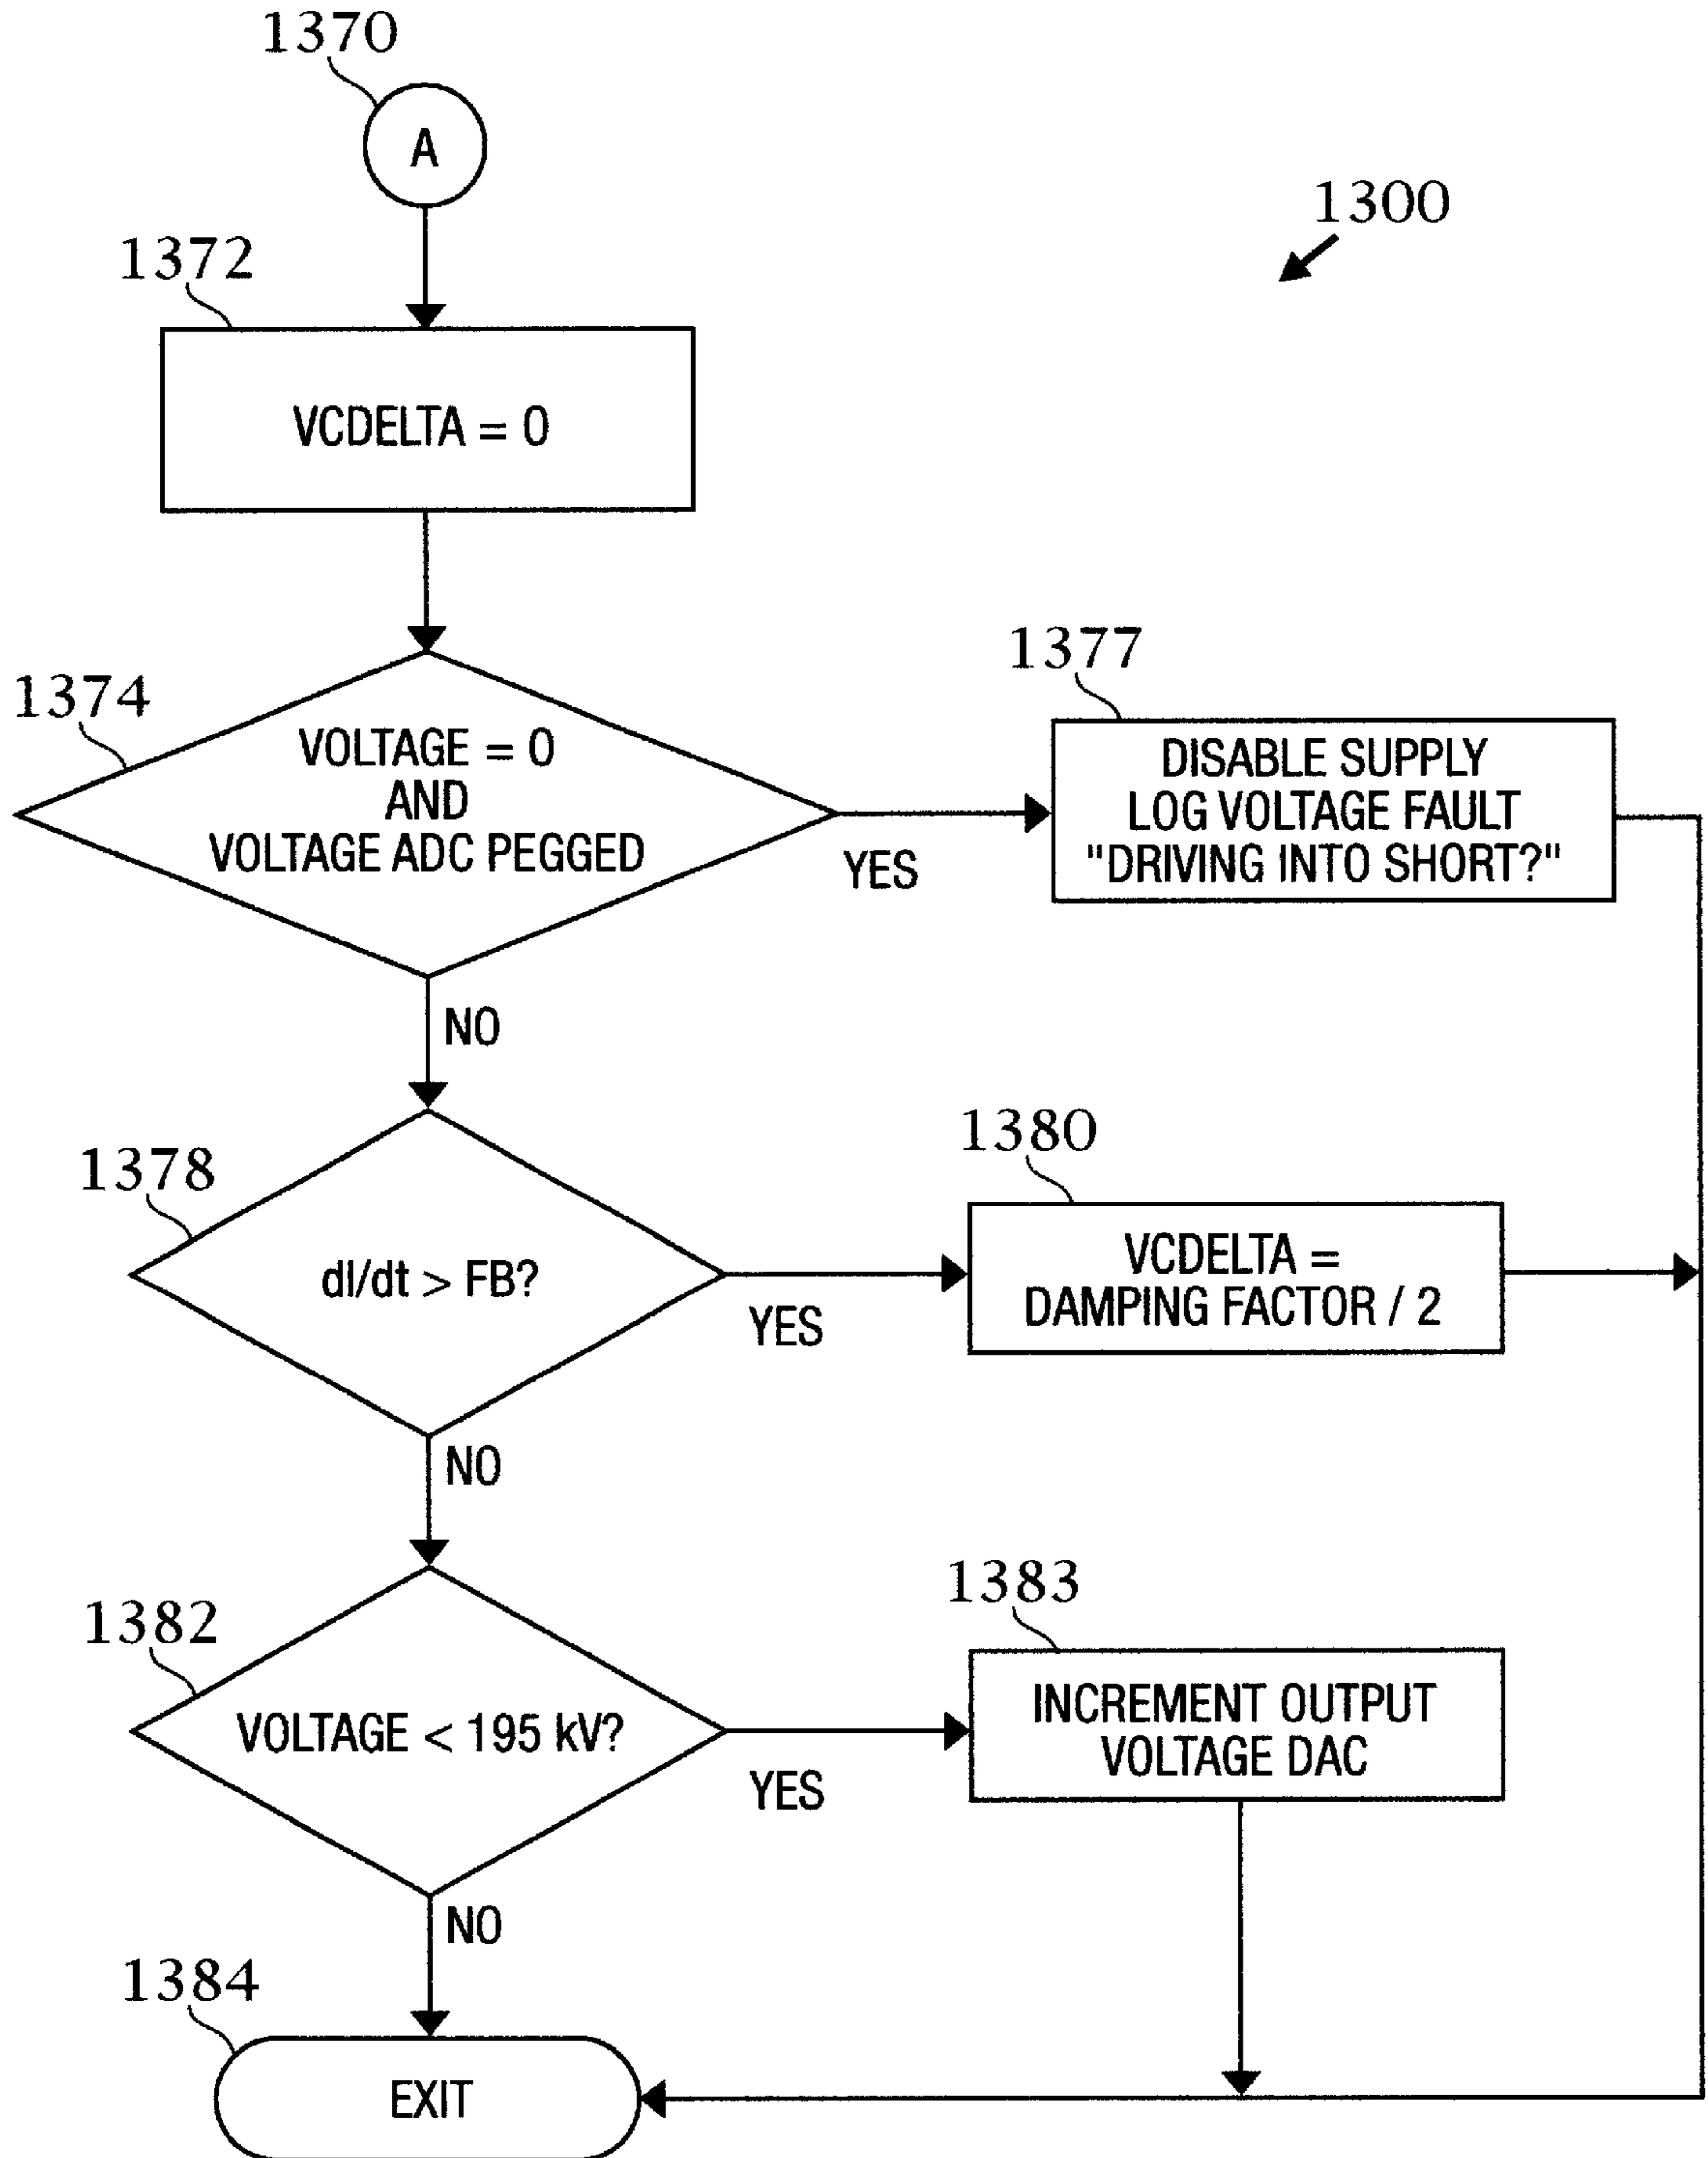 1370
A
1300
1372
VCDELTA = 0
1374
VOLTAGE = 0
AND
VOLTAGE ADC PEGGED
YES
1377
DISABLE SUPPLY
LOG VOLTAGE FAULT
"DRIVING INTO SHORT?"
NO
1378
dI/dt > FB?
YES
1380
VCDELTA =
DAMPING FACTOR / 2
NO
1382
VOLTAGE < 195 kV?
YES
1383
INCREMENT OUTPUT
VOLTAGE DAC
NO
1384
EXIT